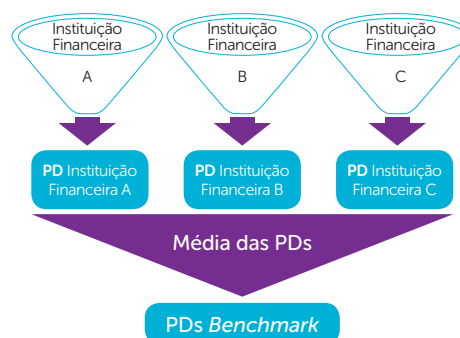 Instituição
Financeira
A
Instituição
Financeira
B
Instituição
Financeira
C
PD Instituição
Financeira A
PD Instituição
Financeira B
PD Instituição
Financeira C
Média das PDs
PDs Benchmark